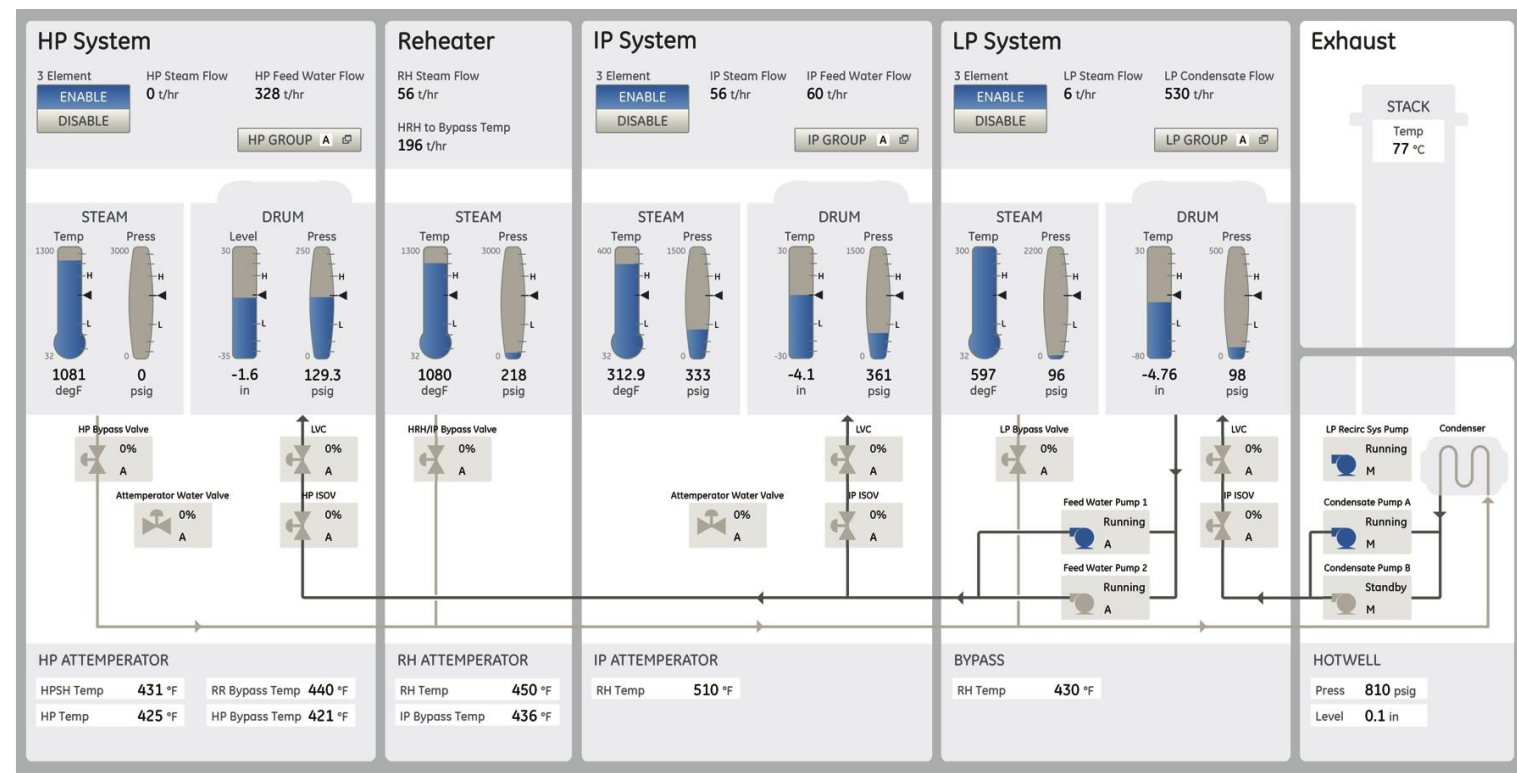 HP System
3 Element
ENABLE
DISABLE
HP Steam Flow
0 t/hr
HP Feed Water Flow
328 t/hr
HP GROUP A
STEAM
Temp
1300
32
1081
degF
Press
3000
0
H
L
0
psig
DRUM
Level
30
-35
H
L
-1.6
in
Press
250
0
H
L
129.3
psig
HP Bypass Valve
0%
A
LVC
0%
A
Attemperator Water Valve
0%
A
HP ISOV
0%
A
HP ATTEMPERATOR
HPSH Temp 431 °F
RR Bypass Temp 440 °F
HP Temp 425 °F
HP Bypass Temp 421 °F
Reheater
RH Steam Flow
56 t/hr
HRH to Bypass Temp
196 t/hr
STEAM
Temp
1300
32
H
L
1080
degF
Press
3000
0
H
L
218
psig
HRH/IP Bypass Valve
0%
A
RH ATTEMPERATOR
RH Temp 450 °F
IP Bypass Temp 436 °F
IP System
3 Element
ENABLE
DISABLE
IP Steam Flow
56 t/hr
IP Feed Water Flow
60 t/hr
IP GROUP A
STEAM
Temp
400
32
H
L
312.9
degF
Press
1500
0
H
L
333
psig
DRUM
Temp
30
-30
H
L
-4.1
in
Press
1500
0
H
L
361
psig
LVC
0%
A
Attemperator Water Valve
0%
A
IP ISOV
0%
A
IP ATTEMPERATOR
RH Temp 510 °F
LP System
3 Element
ENABLE
DISABLE
LP Steam Flow
6 t/hr
LP Condensate Flow
530 t/hr
LP GROUP A
STEAM
Temp
300
32
H
L
597
degF
Press
2200
0
H
L
96
psig
DRUM
Temp
30
-80
H
L
-4.76
in
Press
500
0
H
L
98
psig
LP Bypass Valve
0%
A
LVC
0%
A
Feed Water Pump 1
Running
A
IP ISOV
0%
A
Feed Water Pump 2
Running
A
BYPASS
RH Temp 430 °F
Exhaust
STACK
Temp
77 °C
LP Recirc Sys Pump
Running
M
Condenser
Condensate Pump A
Running
M
Condensate Pump B
Standby
M
HOTWELL
Press 810 psig
Level 0.1 in